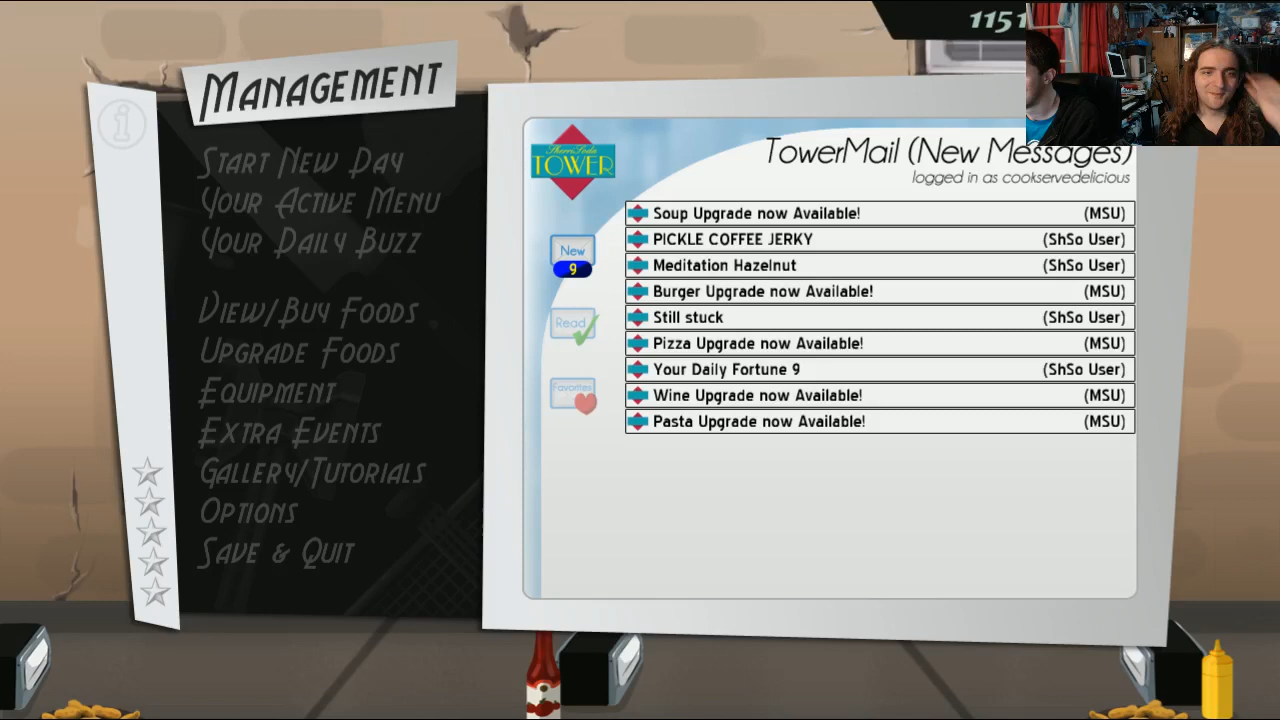 1151
MANAGEMENT
START NEW DAY
YOUR ACTIVE MENU
YOUR DAILY BUZZ
VIEW/BUY FOODS
UPGRADE FOODS
EQUIPMENT
EXTRA EVENTS
GALLERY/TUTORIALS
OPTIONS
SAVE & QUIT
SherriSoda
TOWER
TowerMail (New Messages)
logged in as cookservedelicious
New
9
Read
Favorites
Soup Upgrade now Available! (MSU)
PICKLE COFFEE JERKY (ShSo User)
Meditation Hazelnut (ShSo User)
Burger Upgrade now Available! (MSU)
Still stuck (ShSo User)
Pizza Upgrade now Available! (MSU)
Your Daily Fortune 9 (ShSo User)
Wine Upgrade now Available! (MSU)
Pasta Upgrade now Available! (MSU)